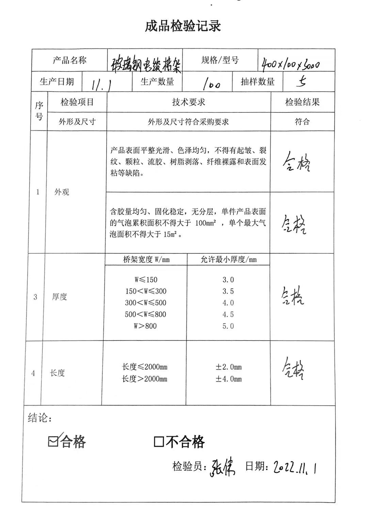 成品检验记录
产品名称 玻璃钢电缆桥架 规格/型号 400×100×3000
生产日期 11.1 生产数量 100 抽样数量 5
序号 检验项目 技术要求 检验结果
外形及尺寸 外形及尺寸符合采购要求 符合
1 外观 产品表面平整光滑、色泽均匀，不得有起皱、裂
纹、颗粒、流胶、树脂剥落、纤维裸露和表面发
粘等缺陷。 合格
含胶量均匀、固化稳定，无分层，单件产品表面
的气泡累积面积不得大于 100mm²，单个最大气
泡面积不得大于 15m²。 合格
3 厚度 桥架宽度 W/mm 允许最小厚度/mm 合格
W≤150 3.0
150<W≤300 3.5
300<W≤500 4.0
500<W≤800 4.5
W>800 5.0
4 长度 长度≤2000mm ±2.0mm 合格
长度>2000mm ±4.0mm
结论：
☑合格 □不合格
检验员：张伟 日期：2022.11.1